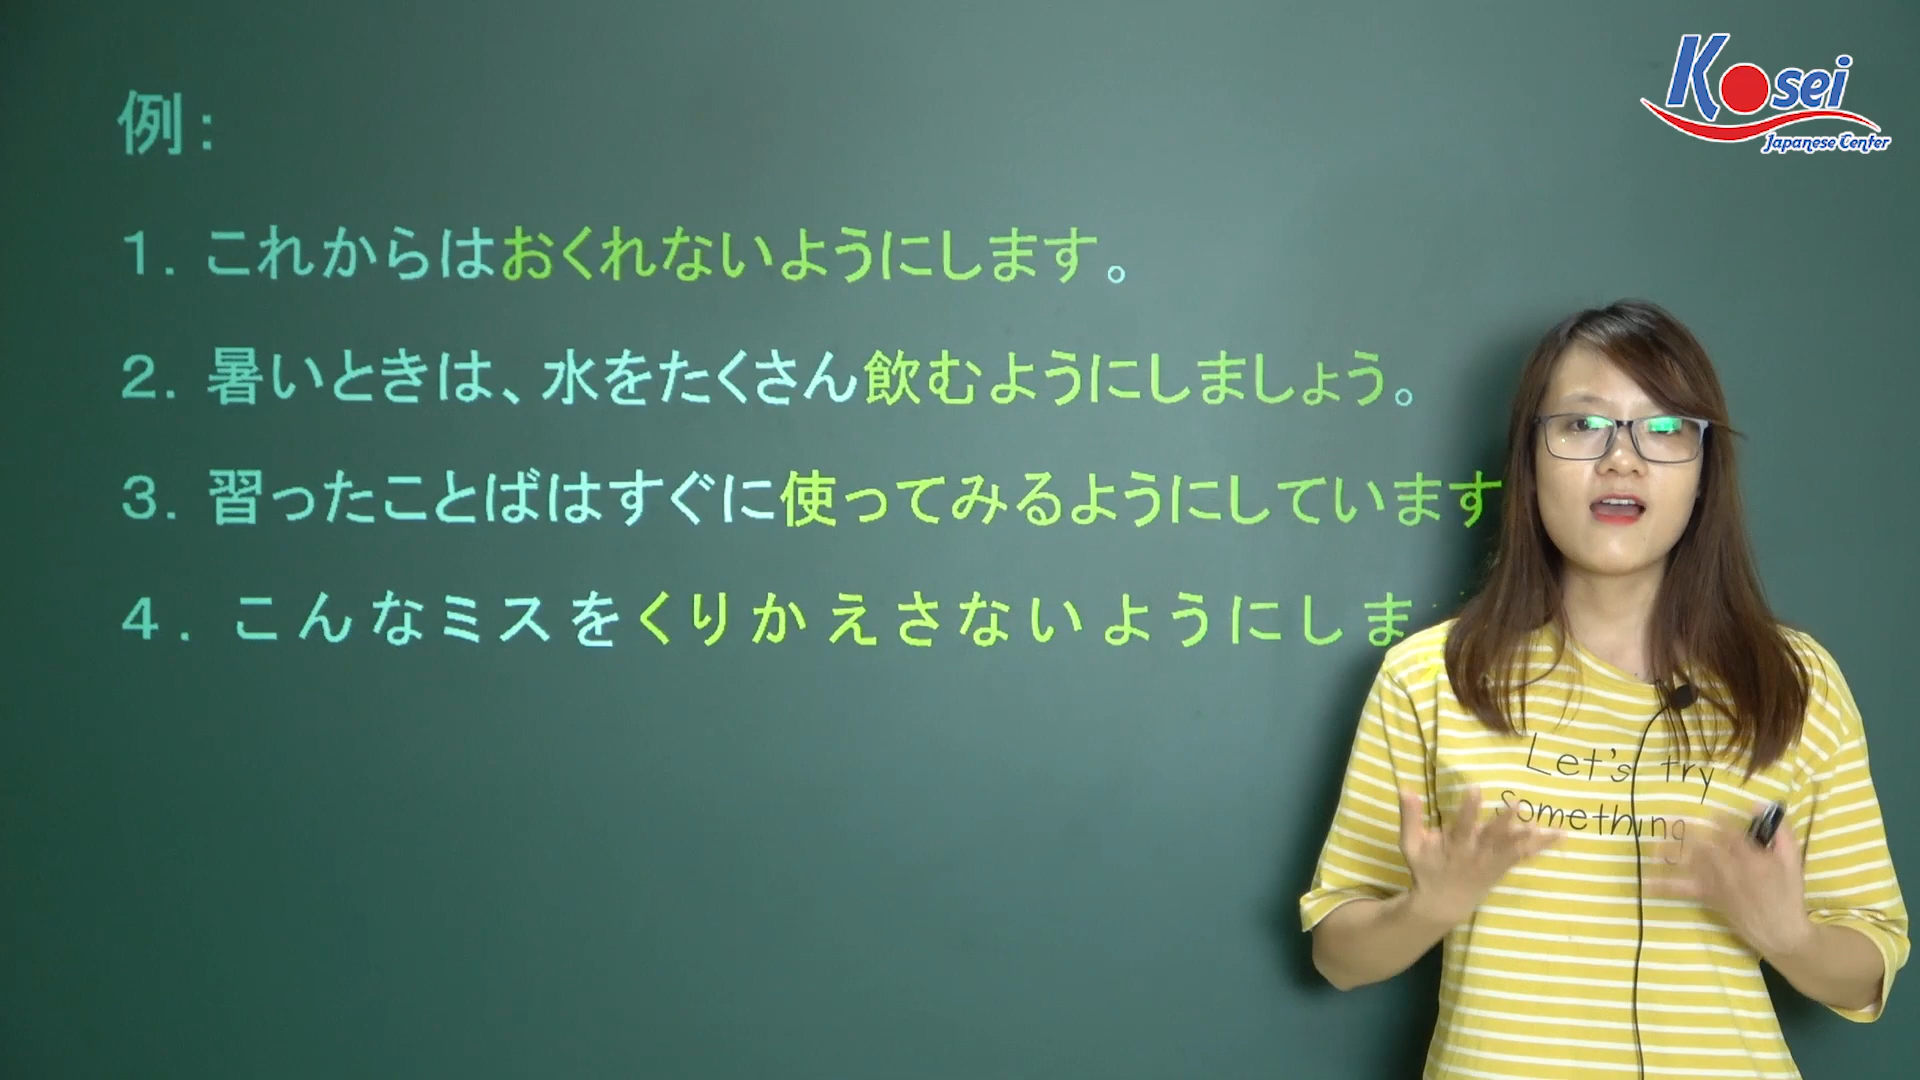 Kosei
Japanese Center
例：
1. これからはおくれないようにします。
2. 暑いときは、水をたくさん飲むようにしましょう。
3. 習ったことばはすぐに使ってみるようにしています
4. こんなミスをくりかえさないようにしま
Let's try
something